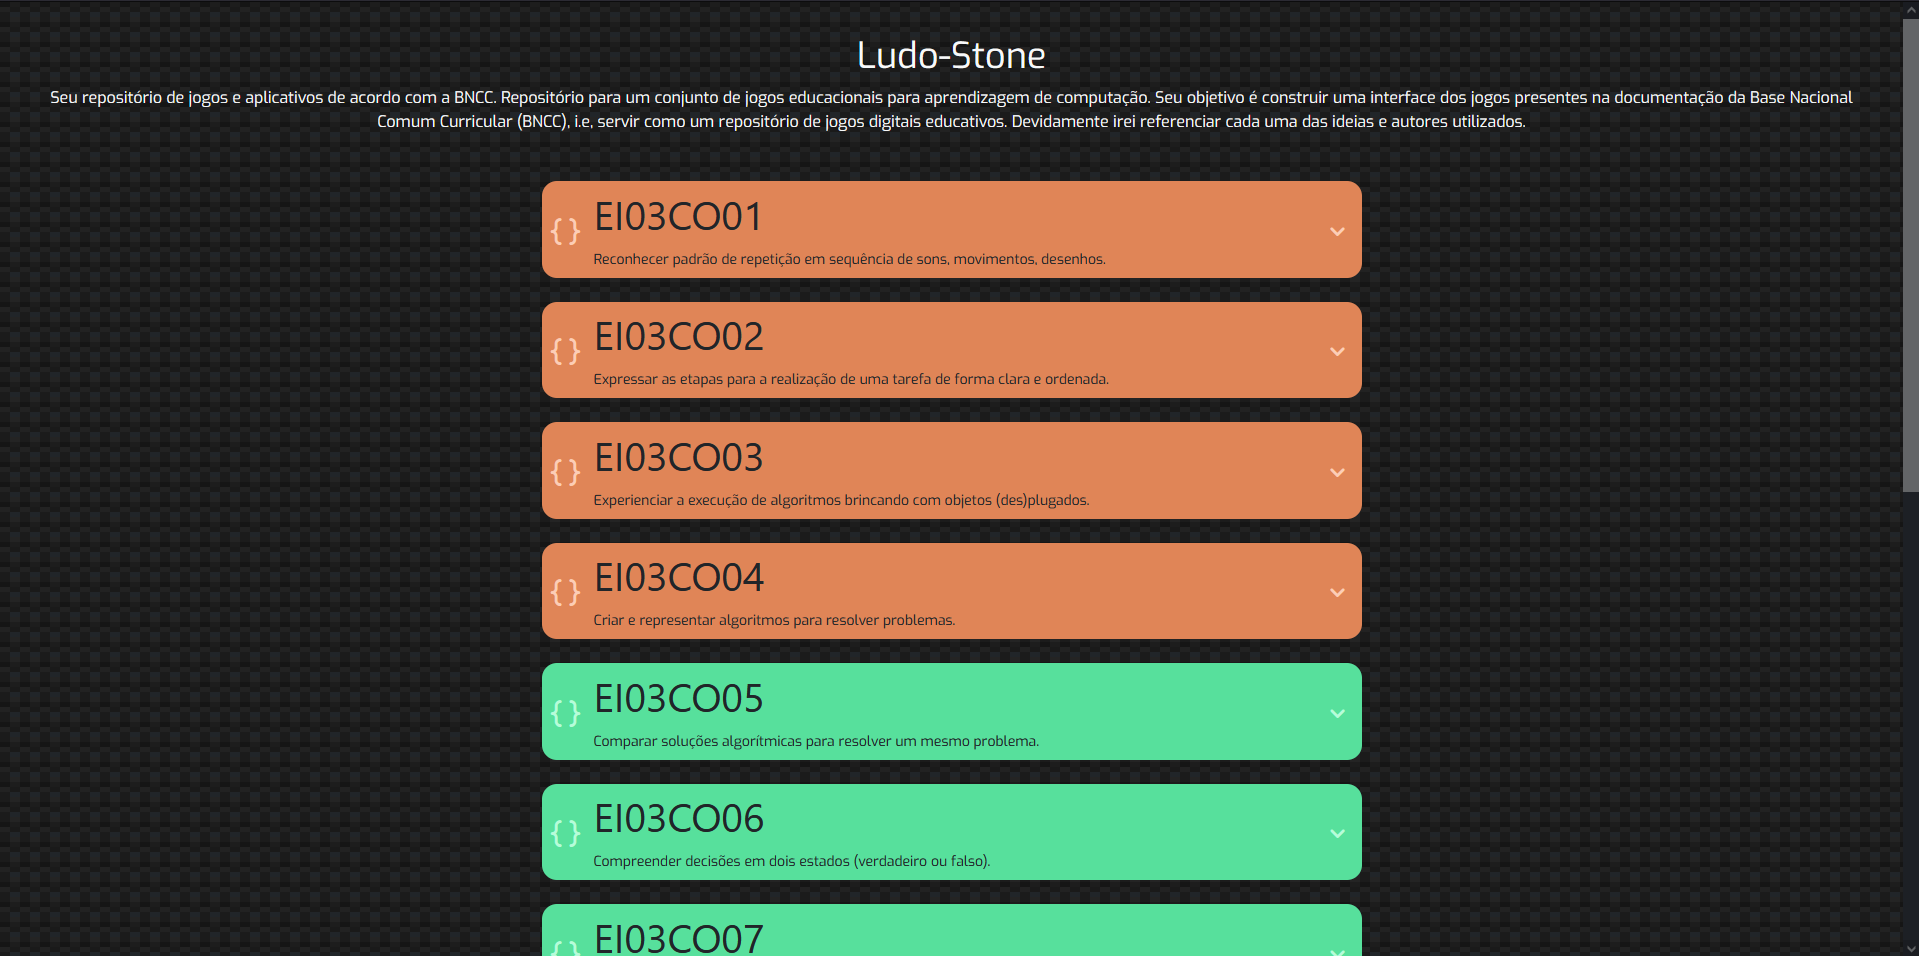 Ludo-Stone
Seu repositório de jogos e aplicativos de acordo com a BNCC. Repositório para um conjunto de jogos educacionais para aprendizagem de computação. Seu objetivo é construir uma interface dos jogos presentes na documentação da Base Nacional
Comum Curricular (BNCC), i.e, servir como um repositório de jogos digitais educativos. Devidamente irei referenciar cada uma das ideias e autores utilizados.
{ } EI03CO01
Reconhecer padrão de repetição em sequência de sons, movimentos, desenhos.
{ } EI03CO02
Expressar as etapas para a realização de uma tarefa de forma clara e ordenada.
{ } EI03CO03
Experienciar a execução de algoritmos brincando com objetos (des)plugados.
{ } EI03CO04
Criar e representar algoritmos para resolver problemas.
{ } EI03CO05
Comparar soluções algorítmicas para resolver um mesmo problema.
{ } EI03CO06
Compreender decisões em dois estados (verdadeiro ou falso).
{ } EI03CO07